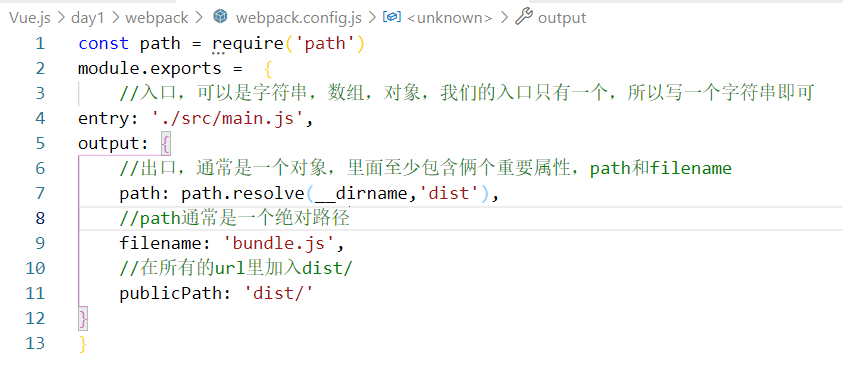 Vue.js > day1 > webpack > webpack.config.js > <unknown> > output
1 const path = require('path')
2 module.exports =  {
3     //入口，可以是字符串，数组，对象，我们的入口只有一个，所以写一个字符串即可
4 entry: './src/main.js',
5 output: {
6     //出口，通常是一个对象，里面至少包含俩个重要属性，path和filename
7     path: path.resolve(__dirname,'dist'),
8     //path通常是一个绝对路径
9     filename: 'bundle.js',
10     //在所有的url里加入dist/
11     publicPath: 'dist/'
12 }
13 }